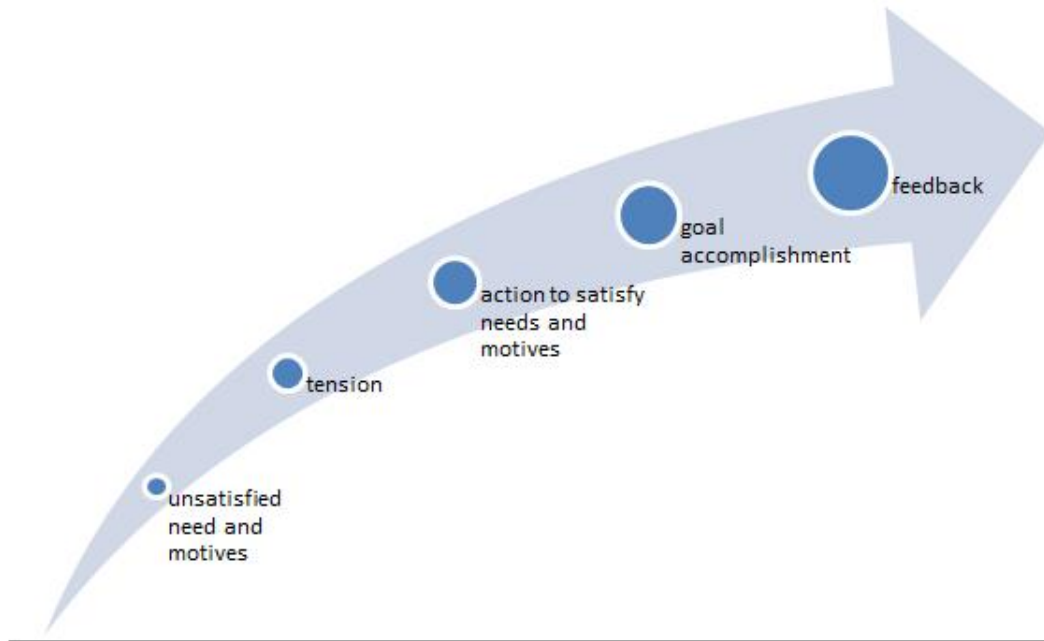 unsatisfied
need and
motives
tension
action to satisfy
needs and
motives
goal
accomplishment
feedback